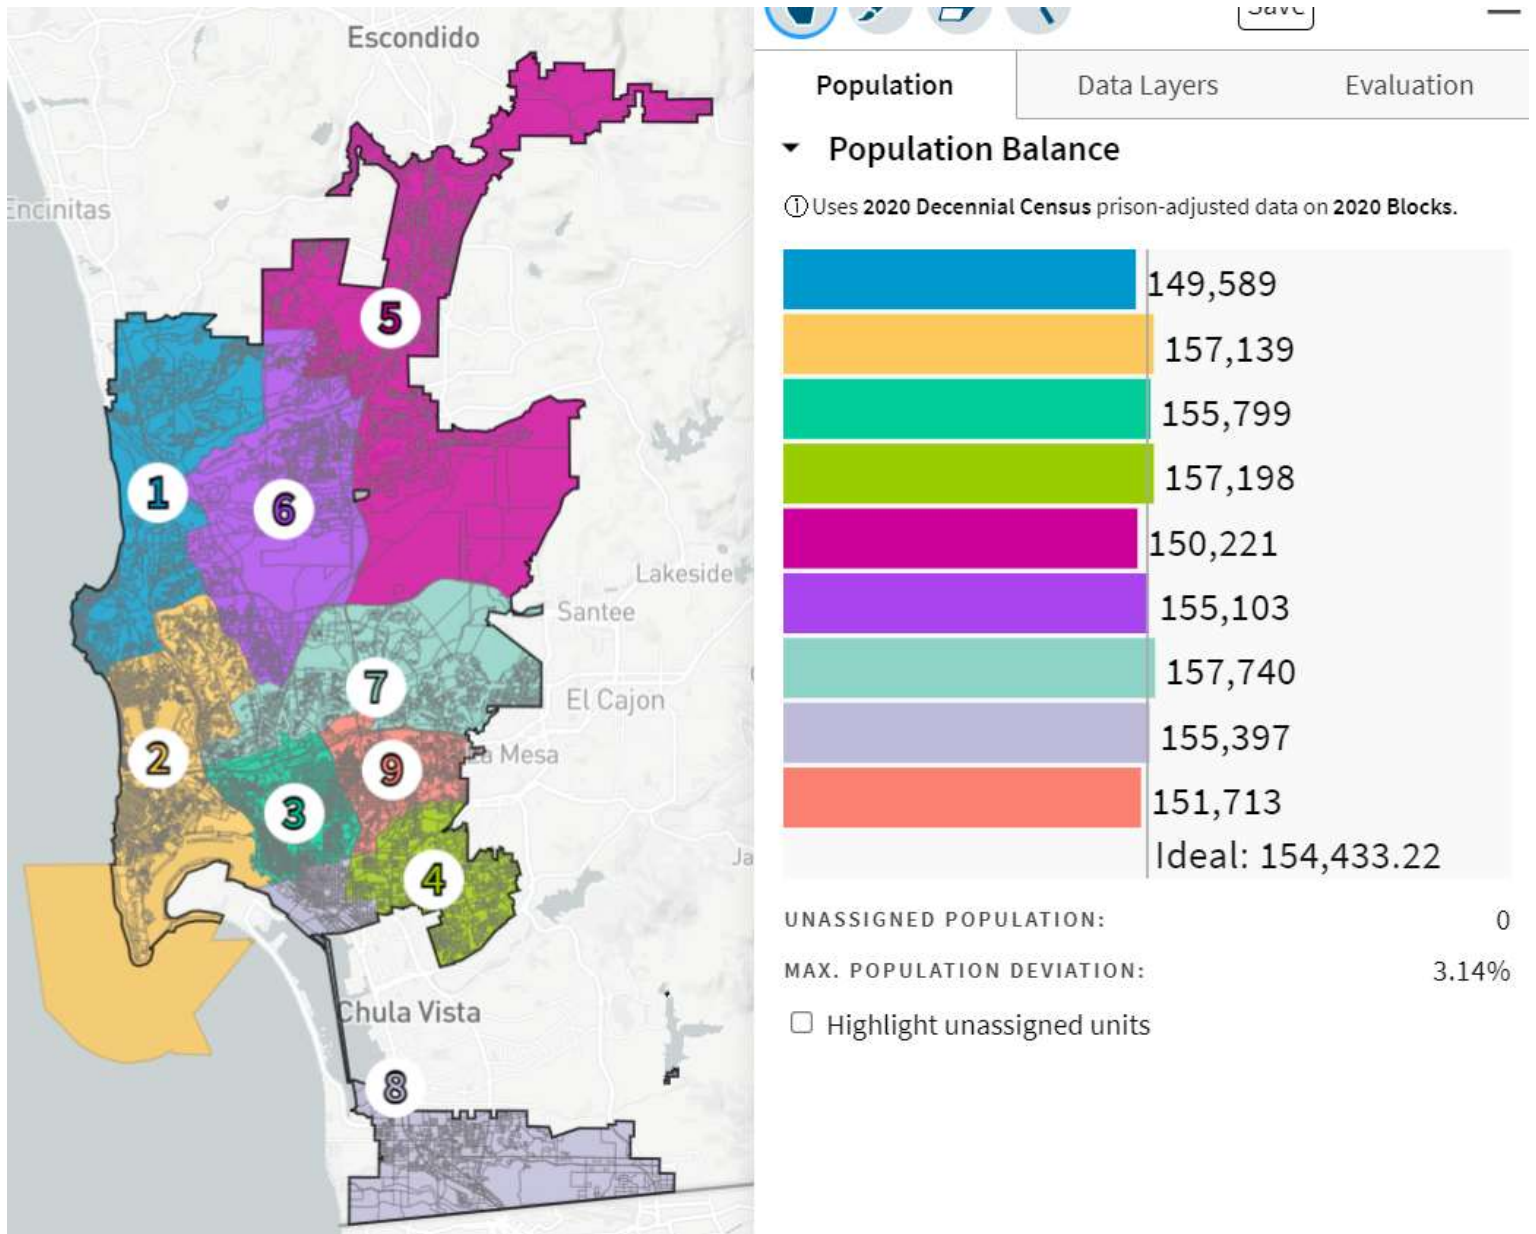 Escondido
Encinitas
5
1
6
Lakeside
Santee
7
El Cajon
2
9
La Mesa
3
4
Ja
Chula Vista
8
Save
Population
Data Layers
Evaluation
Population Balance
Uses 2020 Decennial Census prison-adjusted data on 2020 Blocks.
149,589
157,139
155,799
157,198
150,221
155,103
157,740
155,397
151,713
Ideal: 154,433.22
UNASSIGNED POPULATION: 0
MAX. POPULATION DEVIATION: 3.14%
Highlight unassigned units